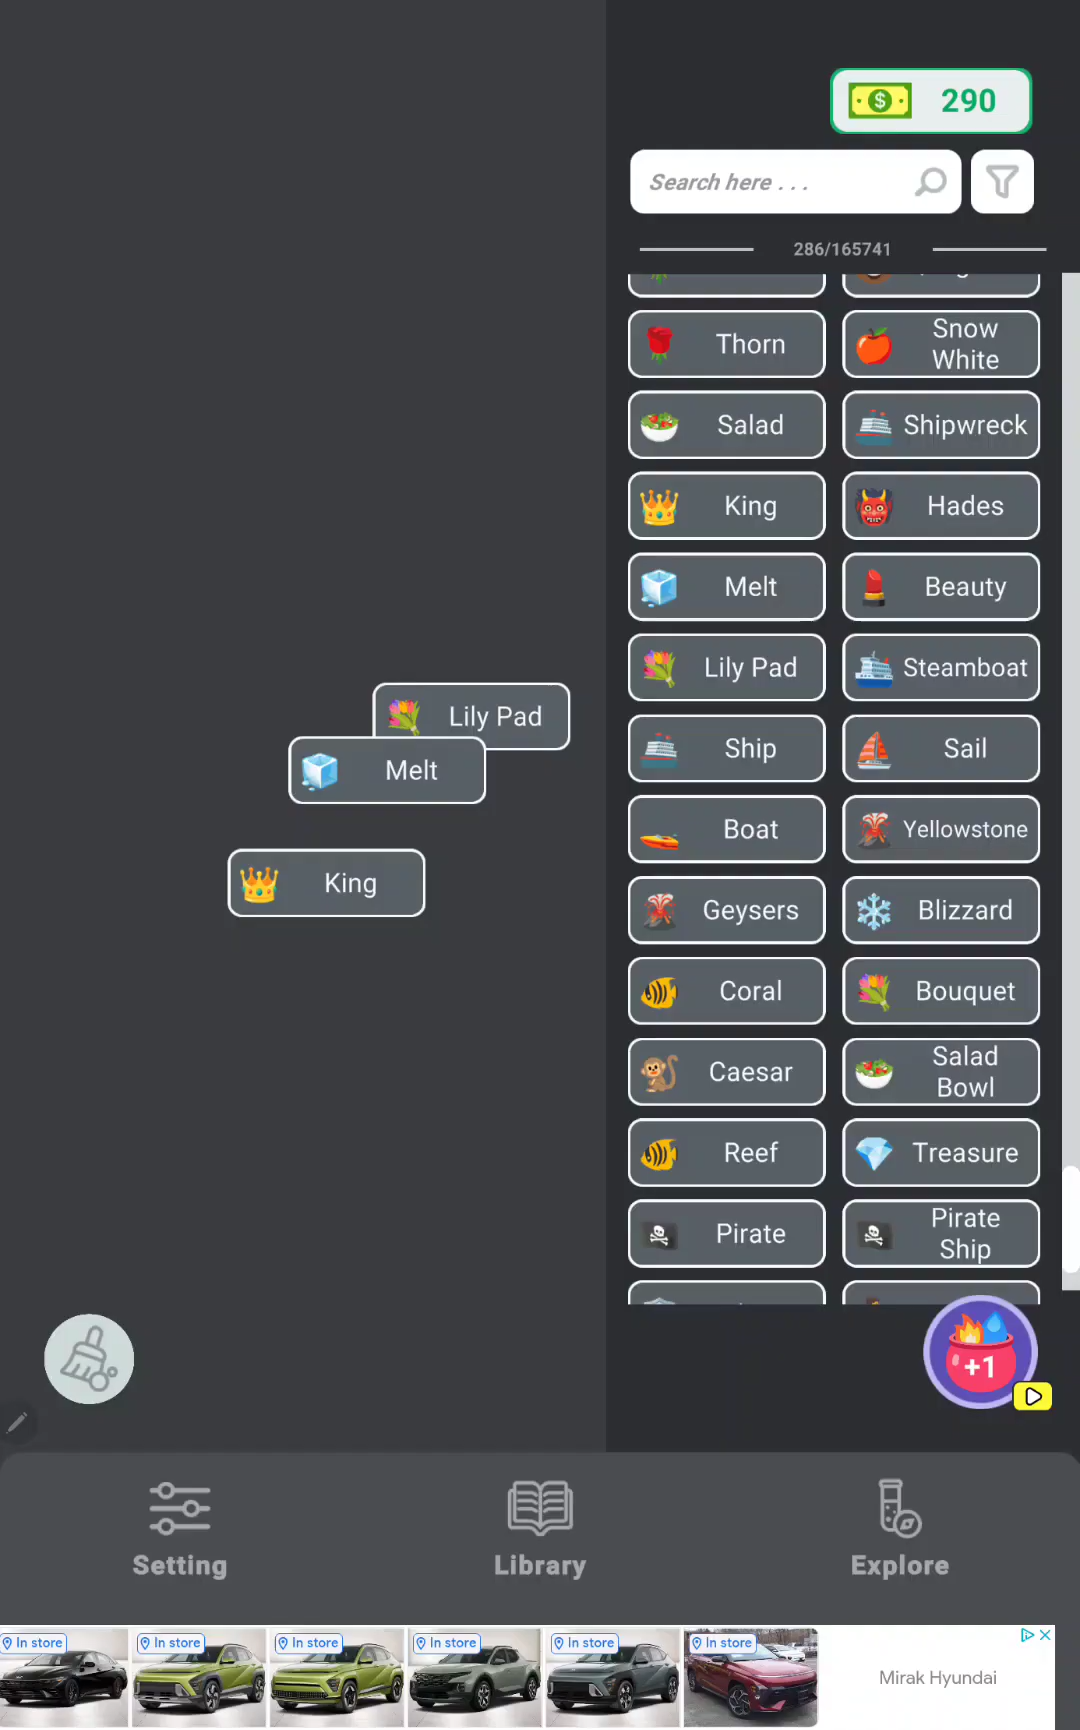 290
Search here . . .
286/165741
Thorn
Snow
White
Salad
Shipwreck
King
Hades
Melt
Beauty
Lily Pad
Steamboat
Ship
Sail
Boat
Yellowstone
Geysers
Blizzard
Coral
Bouquet
Caesar
Salad
Bowl
Reef
Treasure
Pirate
Pirate
Ship
Lily Pad
Melt
King
+1
Setting
Library
Explore
In store
In store
In store
In store
In store
In store
Mirak Hyundai